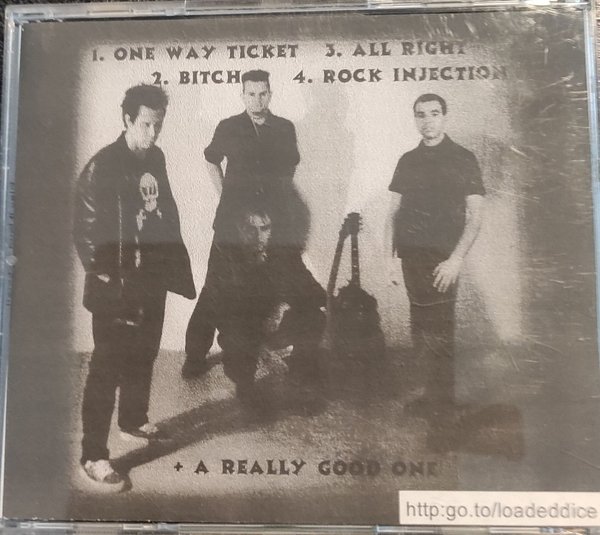 1. ONE WAY TICKET 3. ALL RIGHT
2. BITCH 4. ROCK INJECTION
+ A REALLY GOOD ONE
http:go.to/loadeddice